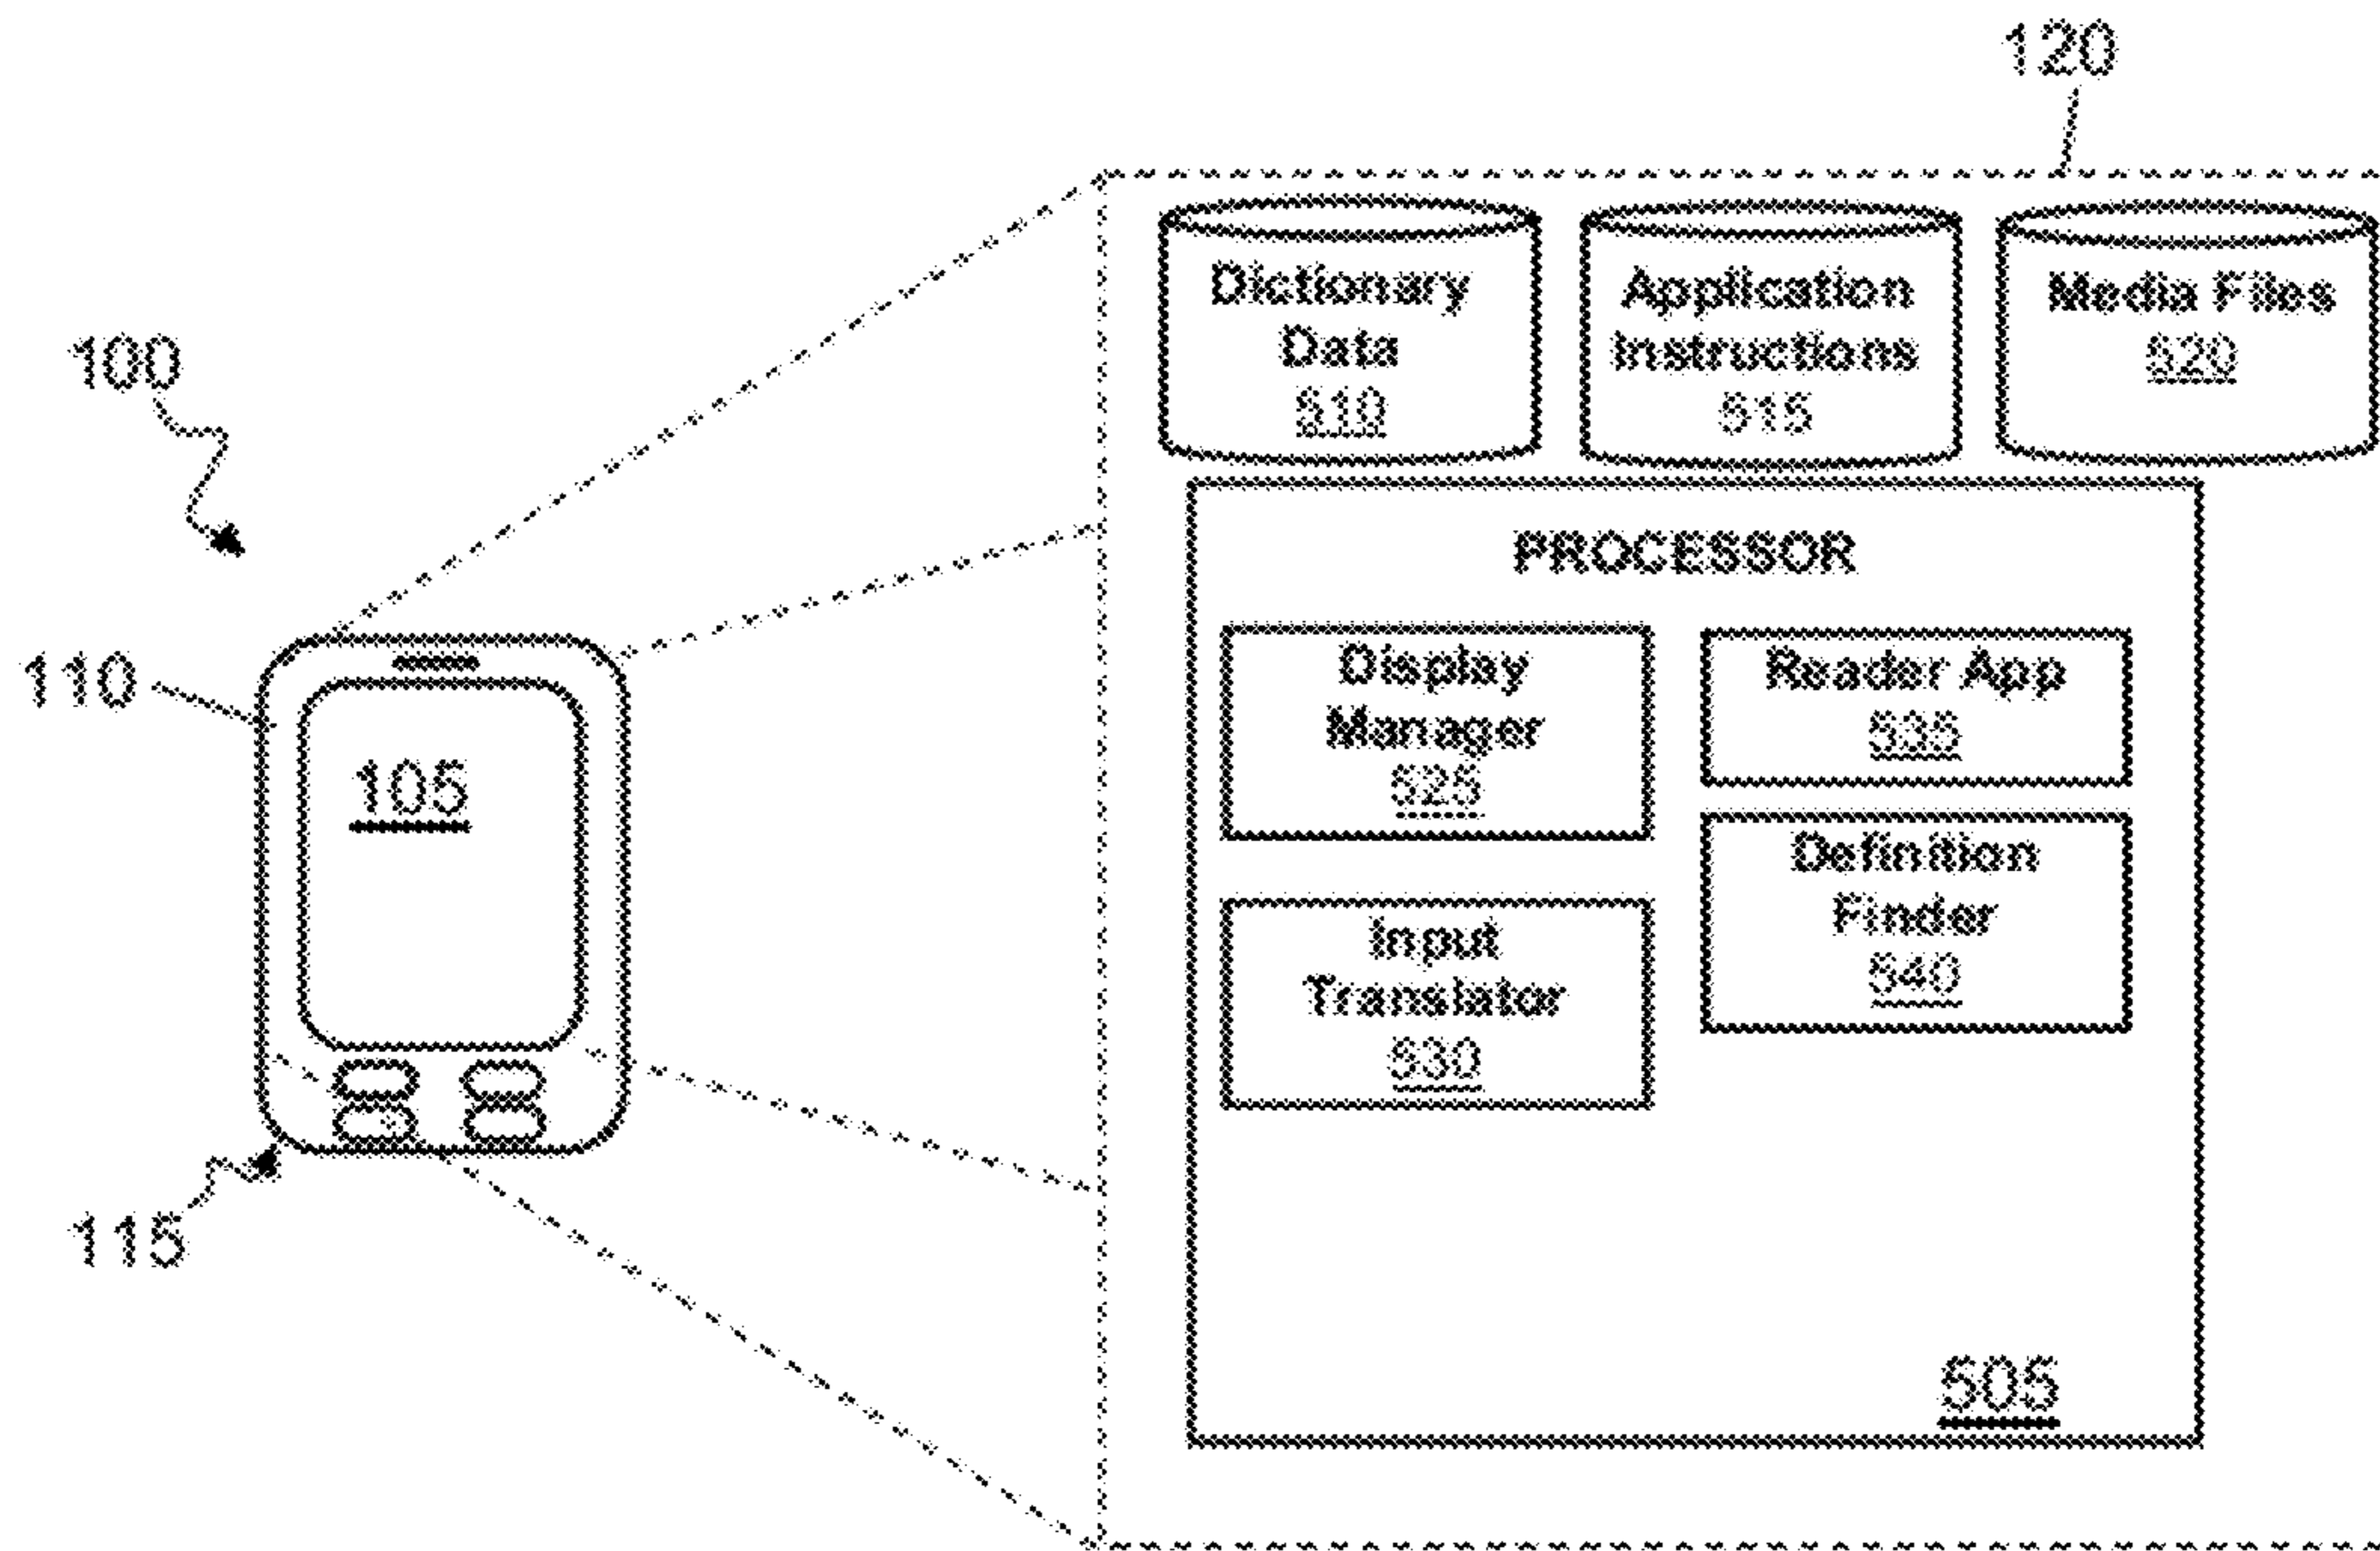 120
Dictionary
Data
510
Application
Instructions
515
Media Files
520
100
PROCESSOR
110
105
Display
Manager
525
Reader App
535
Definition
Finder
540
Input
Translator
530
115
505